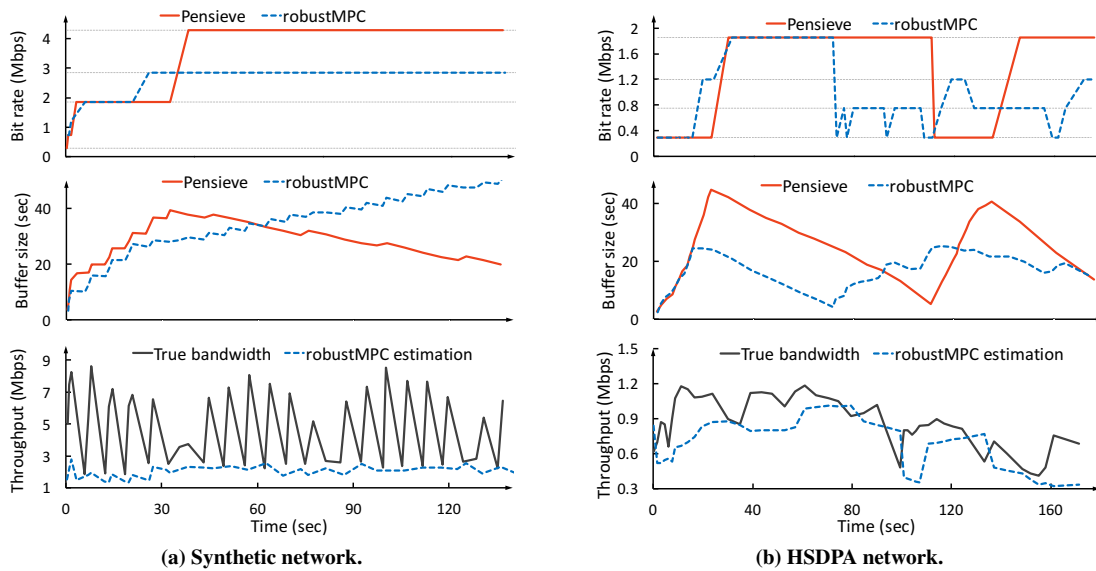 Pensieve robustMPC
Bit rate (Mbps)
4
3
2
1
0
Pensieve robustMPC
Buffer size (sec)
40
20
0
True bandwidth robustMPC estimation
Throughput (Mbps)
9
7
5
3
1
0 30 60 90 120
Time (sec)
(a) Synthetic network.
Pensieve robustMPC
Bit rate (Mbps)
2
1.6
1.2
0.8
0.4
0
Pensieve robustMPC
Buffer size (sec)
60
40
20
0
True bandwidth robustMPC estimation
Throughput (Mbps)
1.5
1.2
0.9
0.6
0.3
0 40 80 120 160
Time (sec)
(b) HSDPA network.